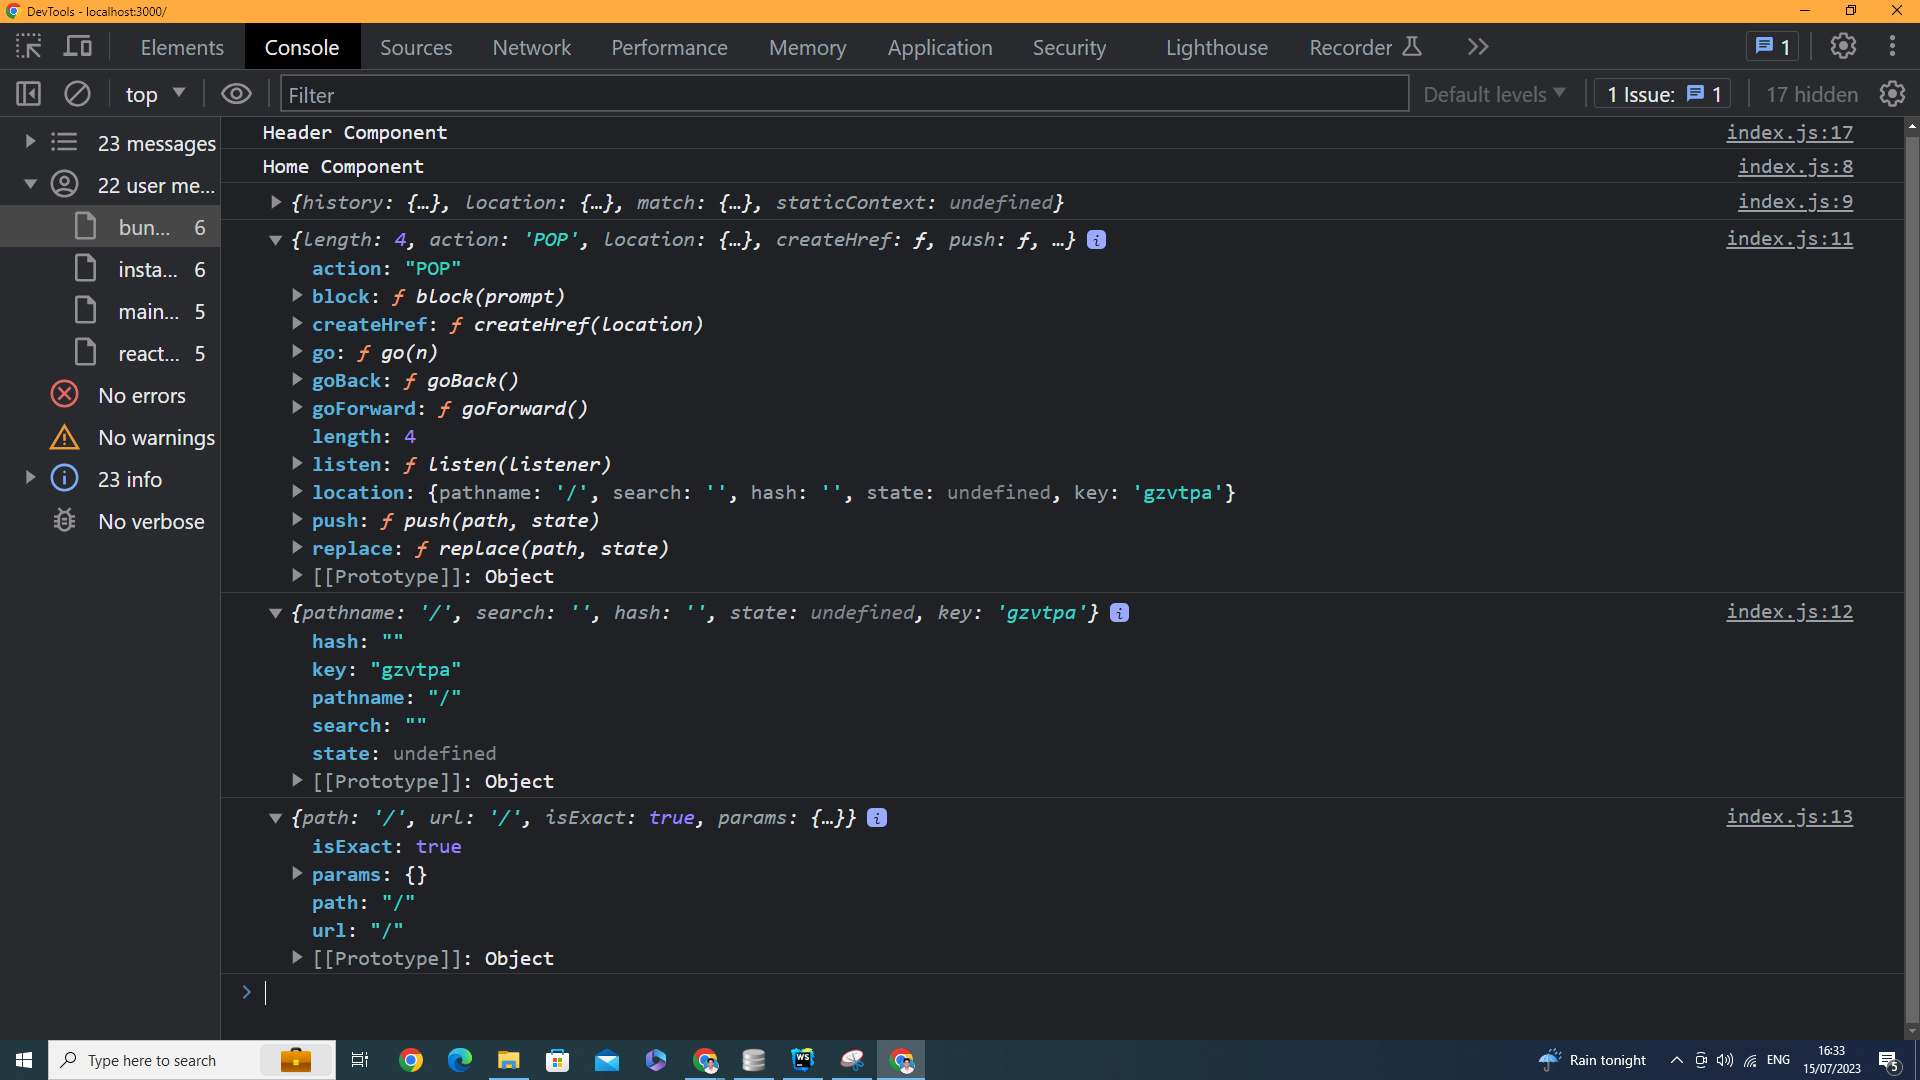 DevTools - localhost:3000/
Elements Console Sources Network Performance Memory Application Security Lighthouse Recorder 1
top Filter Default levels 1 Issue: 1 17 hidden
23 messages
22 user me...
bun... 6
insta... 6
main... 5
react... 5
No errors
No warnings
23 info
No verbose
Header Component index.js:17
Home Component index.js:8
{history: {…}, location: {…}, match: {…}, staticContext: undefined} index.js:9
{length: 4, action: 'POP', location: {…}, createHref: ƒ, push: ƒ, …} i index.js:11
action: "POP"
block: ƒ block(prompt)
createHref: ƒ createHref(location)
go: ƒ go(n)
goBack: ƒ goBack()
goForward: ƒ goForward()
length: 4
listen: ƒ listen(listener)
location: {pathname: '/', search: '', hash: '', state: undefined, key: 'gzvtpa'}
push: ƒ push(path, state)
replace: ƒ replace(path, state)
[[Prototype]]: Object
{pathname: '/', search: '', hash: '', state: undefined, key: 'gzvtpa'} i index.js:12
hash: ""
key: "gzvtpa"
pathname: "/"
search: ""
state: undefined
[[Prototype]]: Object
{path: '/', url: '/', isExact: true, params: {…}} i index.js:13
isExact: true
params: {}
path: "/"
url: "/"
[[Prototype]]: Object
>
Type here to search WS Rain tonight ENG 16:33
15/07/2023 5